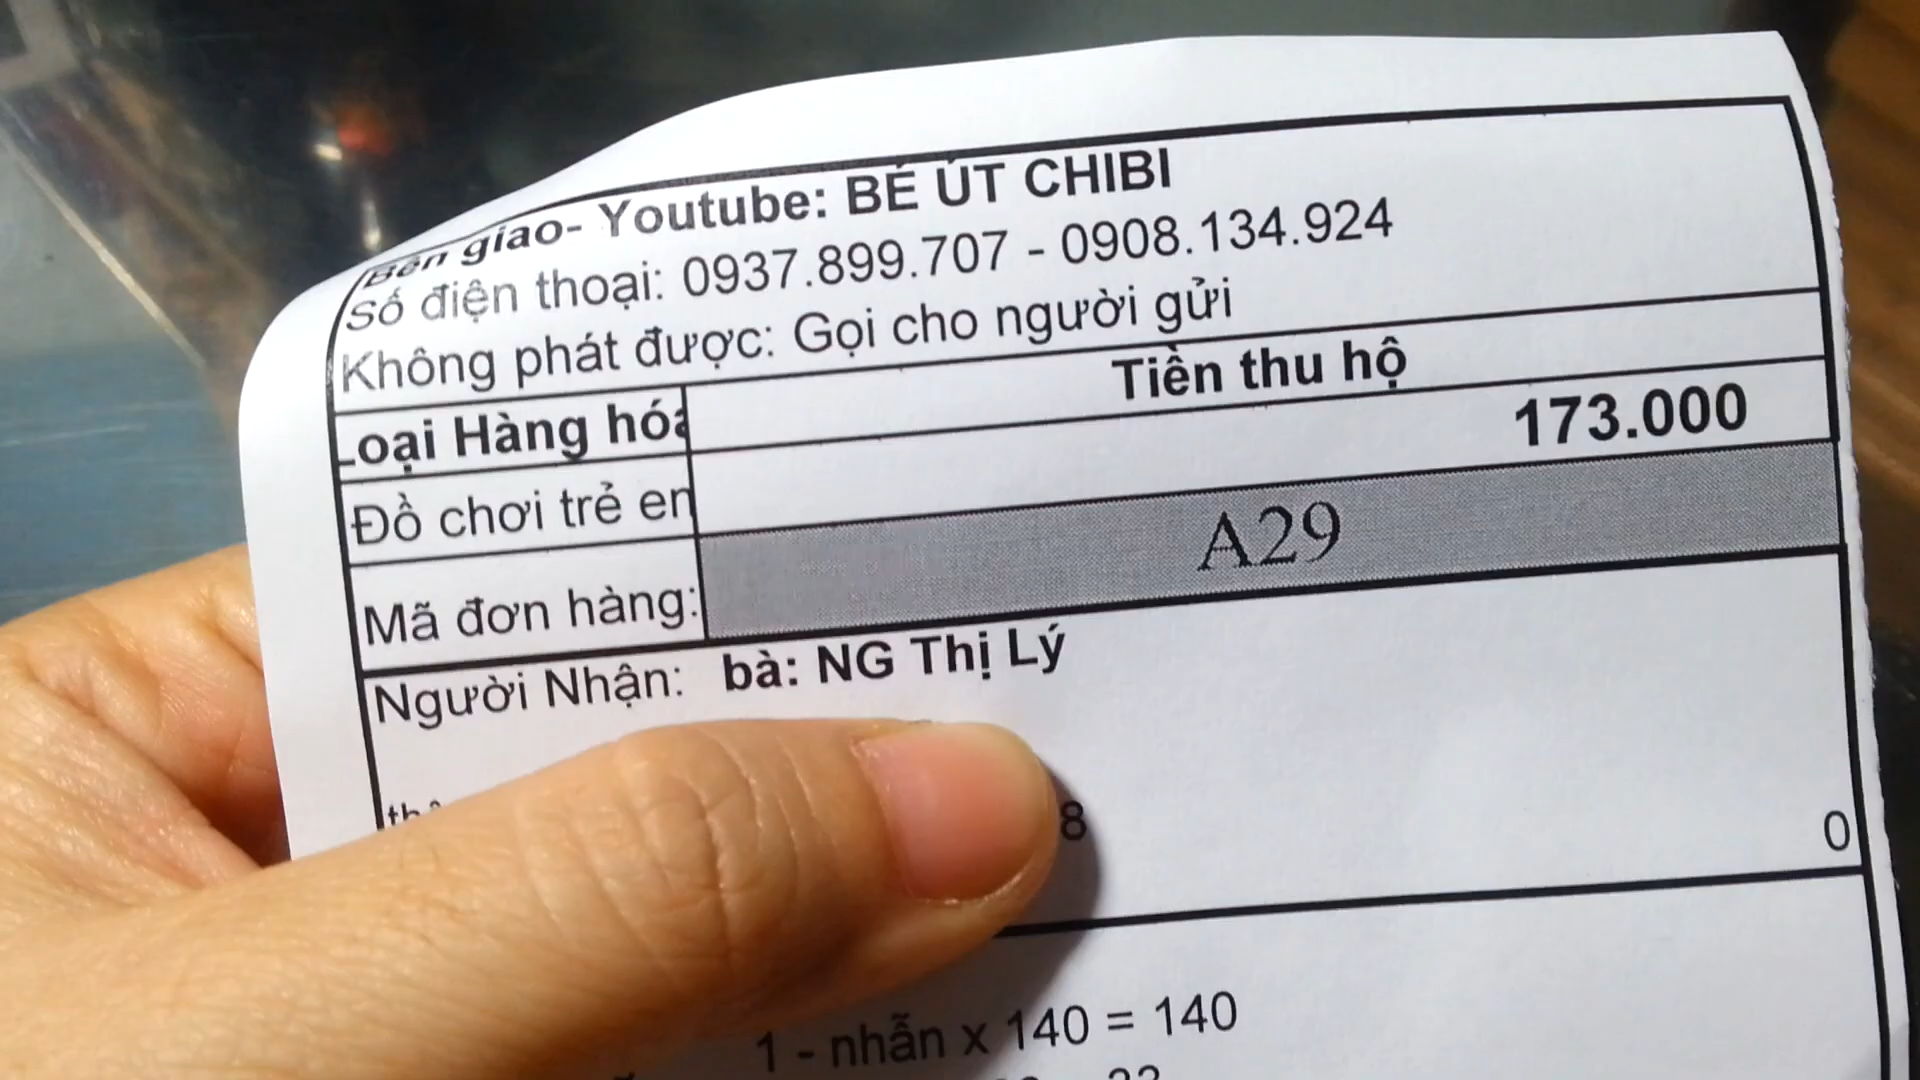 Bên giao- Youtube: BÉ ÚT CHIBI
Số điện thoại: 0937.899.707 - 0908.134.924
Không phát được: Gọi cho người gửi
Loại Hàng hóa Tiền thu hộ
Đồ chơi trẻ em 173.000
Mã đơn hàng: A29
Người Nhận: bà: NG Thị Lý
8 0
1 - nhẫn x 140 = 140